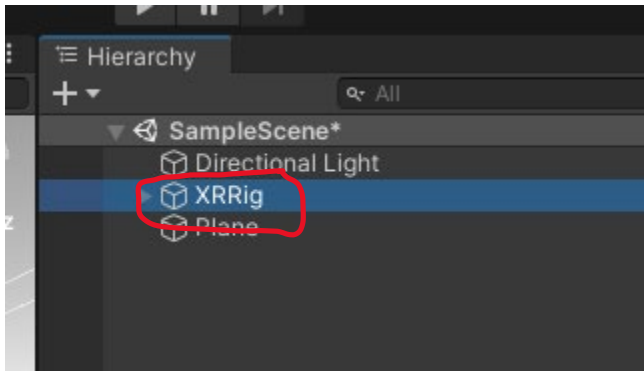 Hierarchy
All
SampleScene*
Directional Light
XRRig
Plane
z